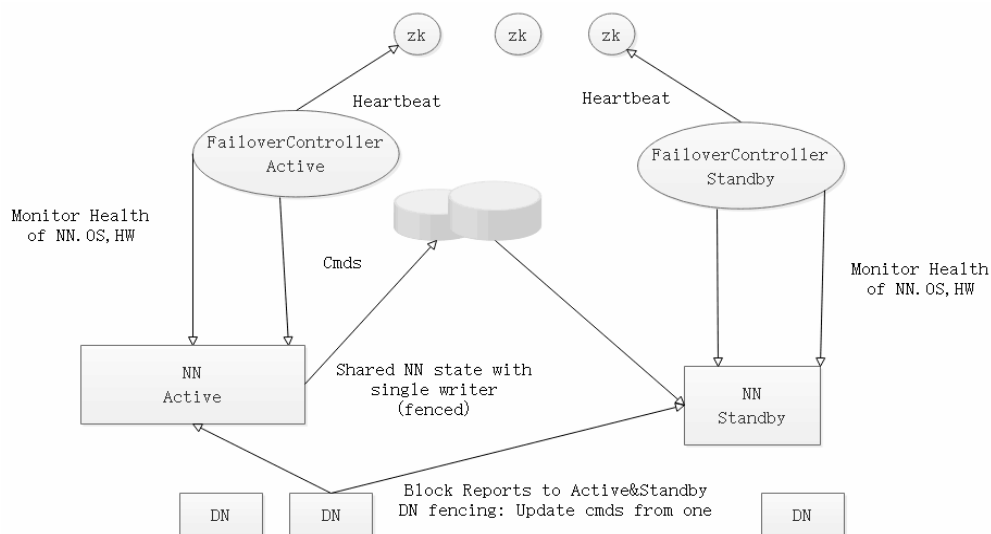 zk
zk
zk
Heartbeat
Heartbeat
FailoverController
Active
FailoverController
Standby
Monitor Health
of NN.OS,HW
Cmds
Monitor Health
of NN.OS,HW
NN
Active
Shared NN state with
single writer
(fenced)
NN
Standby
Block Reports to Active&Standby
DN fencing: Update cmds from one
DN
DN
DN